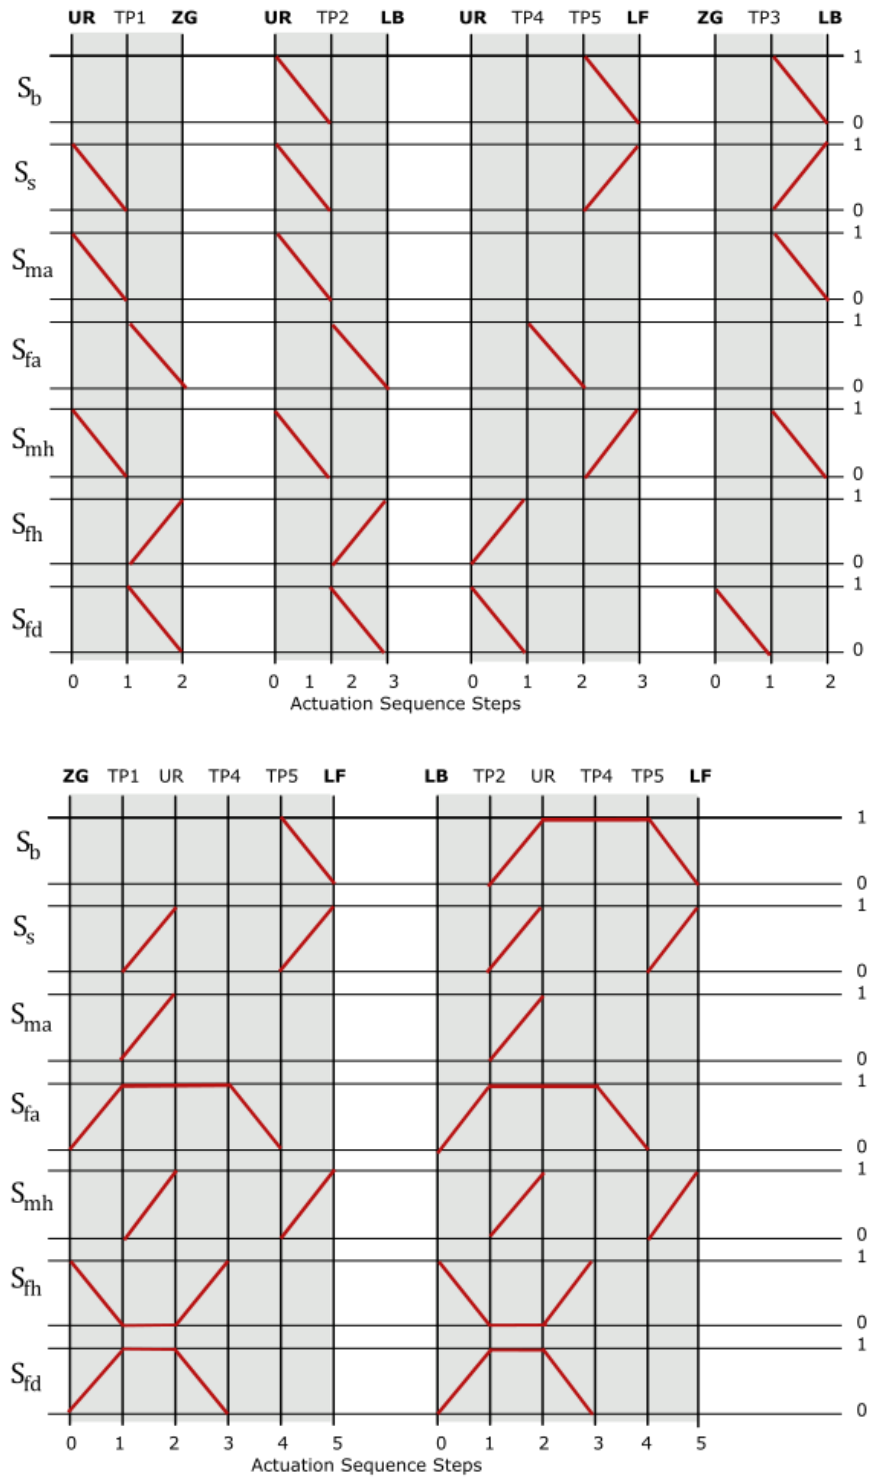 UR TP1 ZG UR TP2 LB UR TP4 TP5 LF ZG TP3 LB
1
S_b
0
1
S_s
0
1
S_ma
0
1
S_fa
0
1
S_mh
0
1
S_fh
0
1
S_fd
0
0 1 2 0 1 2 3 0 1 2 3 0 1 2
Actuation Sequence Steps
ZG TP1 UR TP4 TP5 LF LB TP2 UR TP4 TP5 LF
1
S_b
0
1
S_s
0
1
S_ma
0
1
S_fa
0
1
S_mh
0
1
S_fh
0
1
S_fd
0
0 1 2 3 4 5 0 1 2 3 4 5
Actuation Sequence Steps